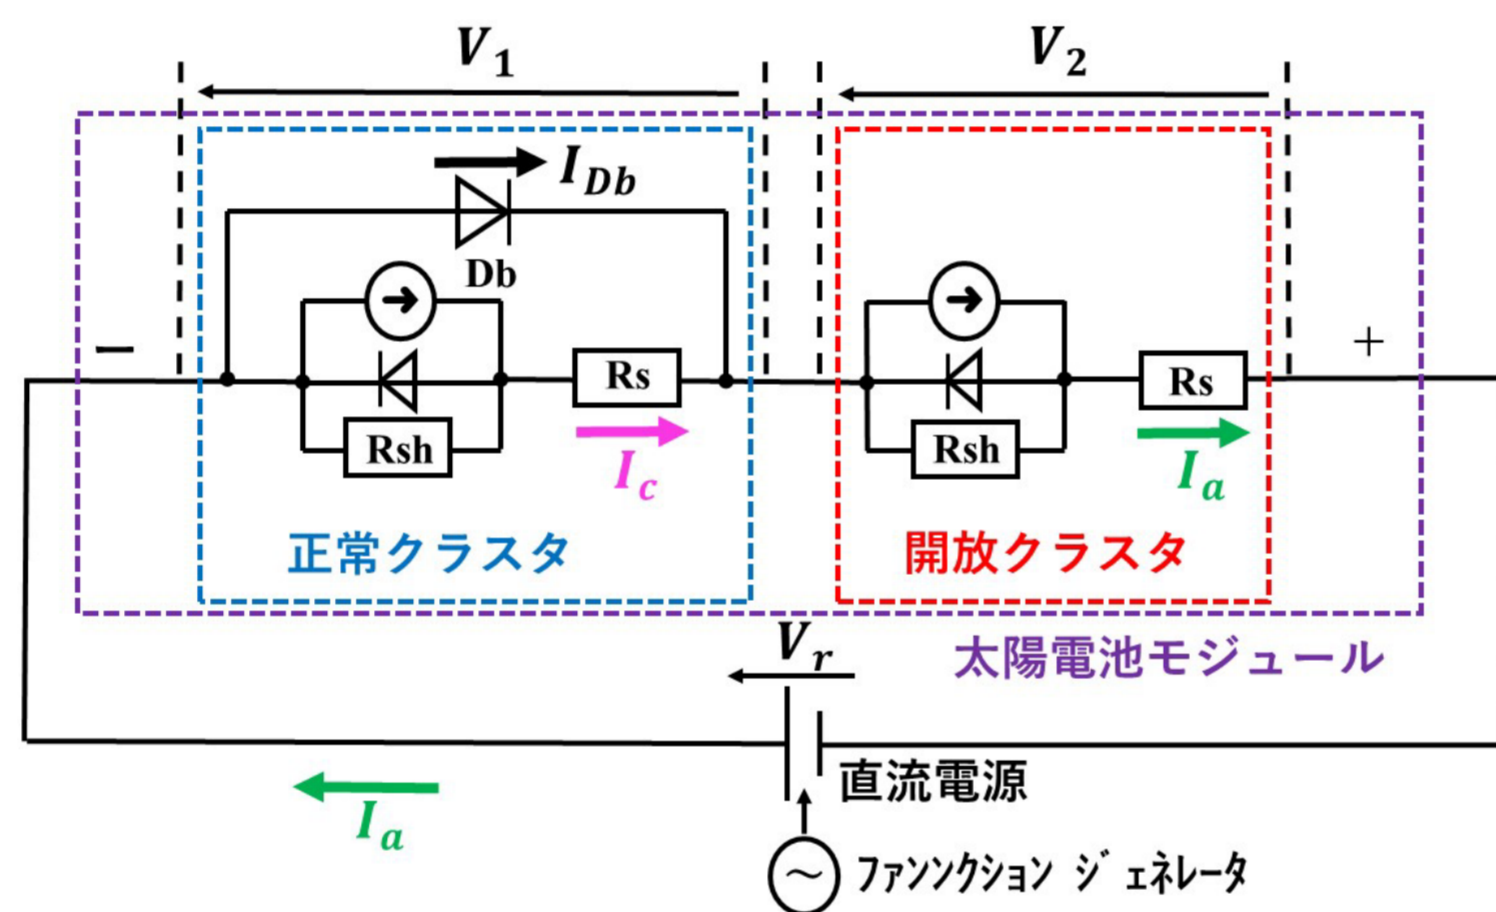 V1
V2
IDb
Db
−
+
Rs
Rs
Rsh
Rsh
Ic
Ia
正常クラスタ
開放クラスタ
Vr
太陽電池モジュール
直流電源
Ia
~
ファンンクション ジェネレータ